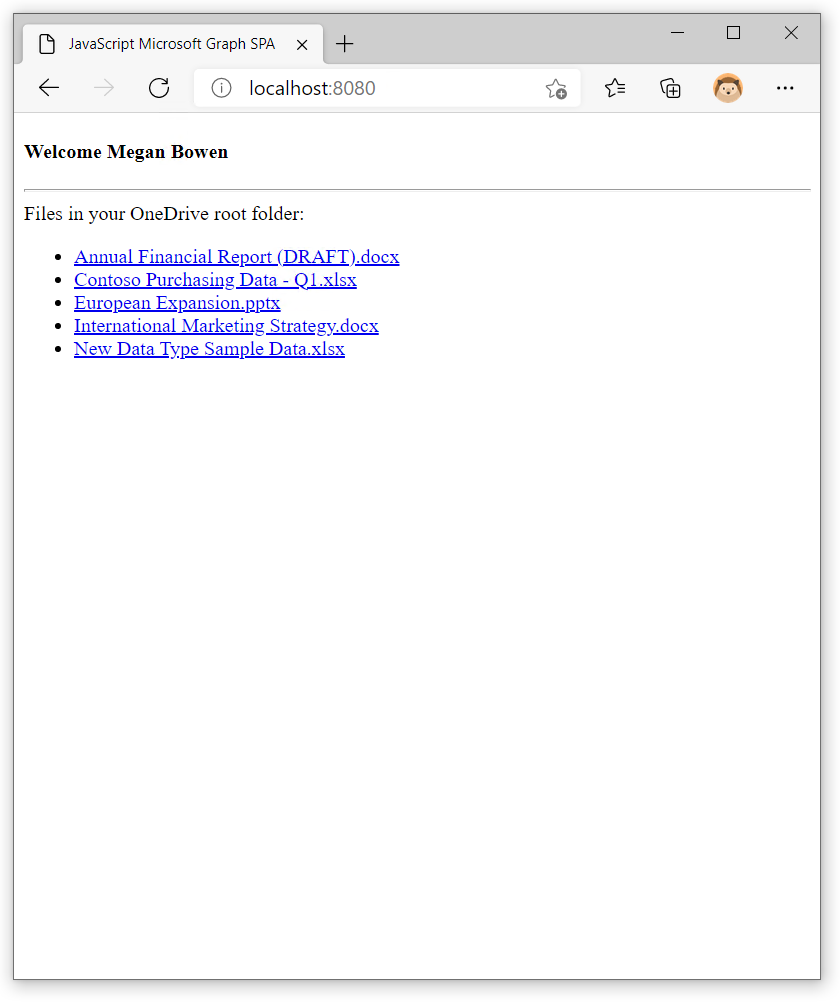 JavaScript Microsoft Graph SPA
localhost:8080
Welcome Megan Bowen
Files in your OneDrive root folder:
Annual Financial Report (DRAFT).docx
Contoso Purchasing Data - Q1.xlsx
European Expansion.pptx
International Marketing Strategy.docx
New Data Type Sample Data.xlsx